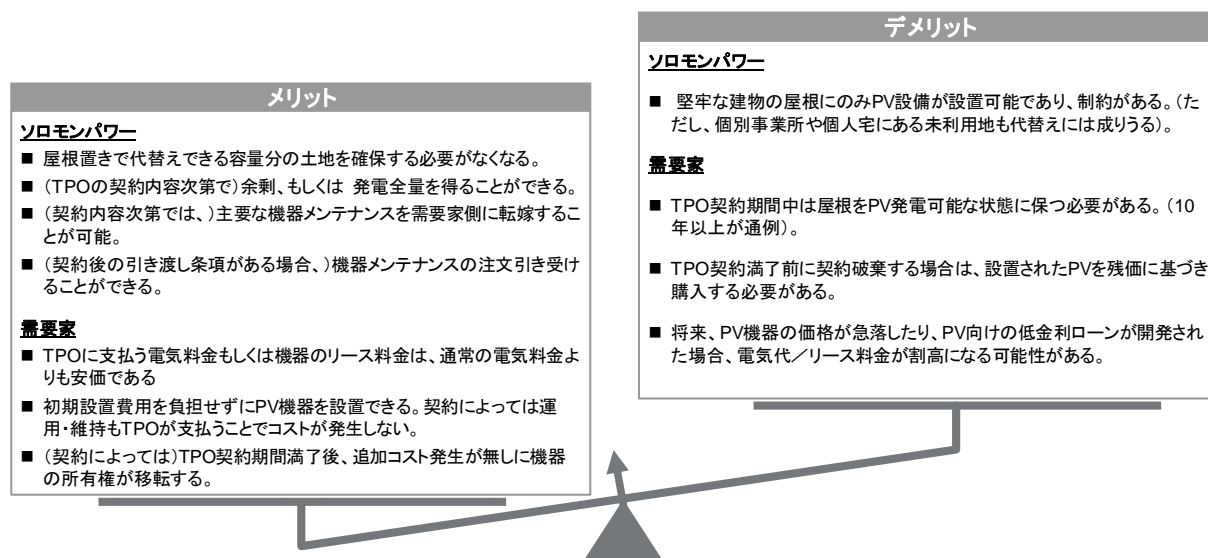 メリット
ソロモンパワー
■ 屋根置きで代替えできる容量分の土地を確保する必要がなくなる。
■ (TPOの契約内容次第で)余剰、もしくは 発電全量を得ることができる。
■ (契約内容次第では、)主要な機器メンテナンスを需要家側に転嫁するこ
とが可能。
■ (契約後の引き渡し条項がある場合、)機器メンテナンスの注文引き受け
ることができる。
需要家
■ TPOに支払う電気料金もしくは機器のリース料金は、通常の電気料金よ
りも安価である
■ 初期設置費用を負担せずにPV機器を設置できる。契約によっては運
用・維持もTPOが支払うことでコストが発生しない。
■ (契約によっては)TPO契約期間満了後、追加コスト発生が無しに機器
の所有権が移転する。
デメリット
ソロモンパワー
■ 堅牢な建物の屋根にのみPV設備が設置可能であり、制約がある。(た
だし、個別事業所や個人宅にある未利用地も代替えには成りうる)。
需要家
■ TPO契約期間中は屋根をPV発電可能な状態に保つ必要がある。(10
年以上が通例)。
■ TPO契約満了前に契約破棄する場合は、設置されたPVを残価に基づき
購入する必要がある。
■ 将来、PV機器の価格が急落したり、PV向けの低金利ローンが開発され
た場合、電気代/リース料金が割高になる可能性がある。